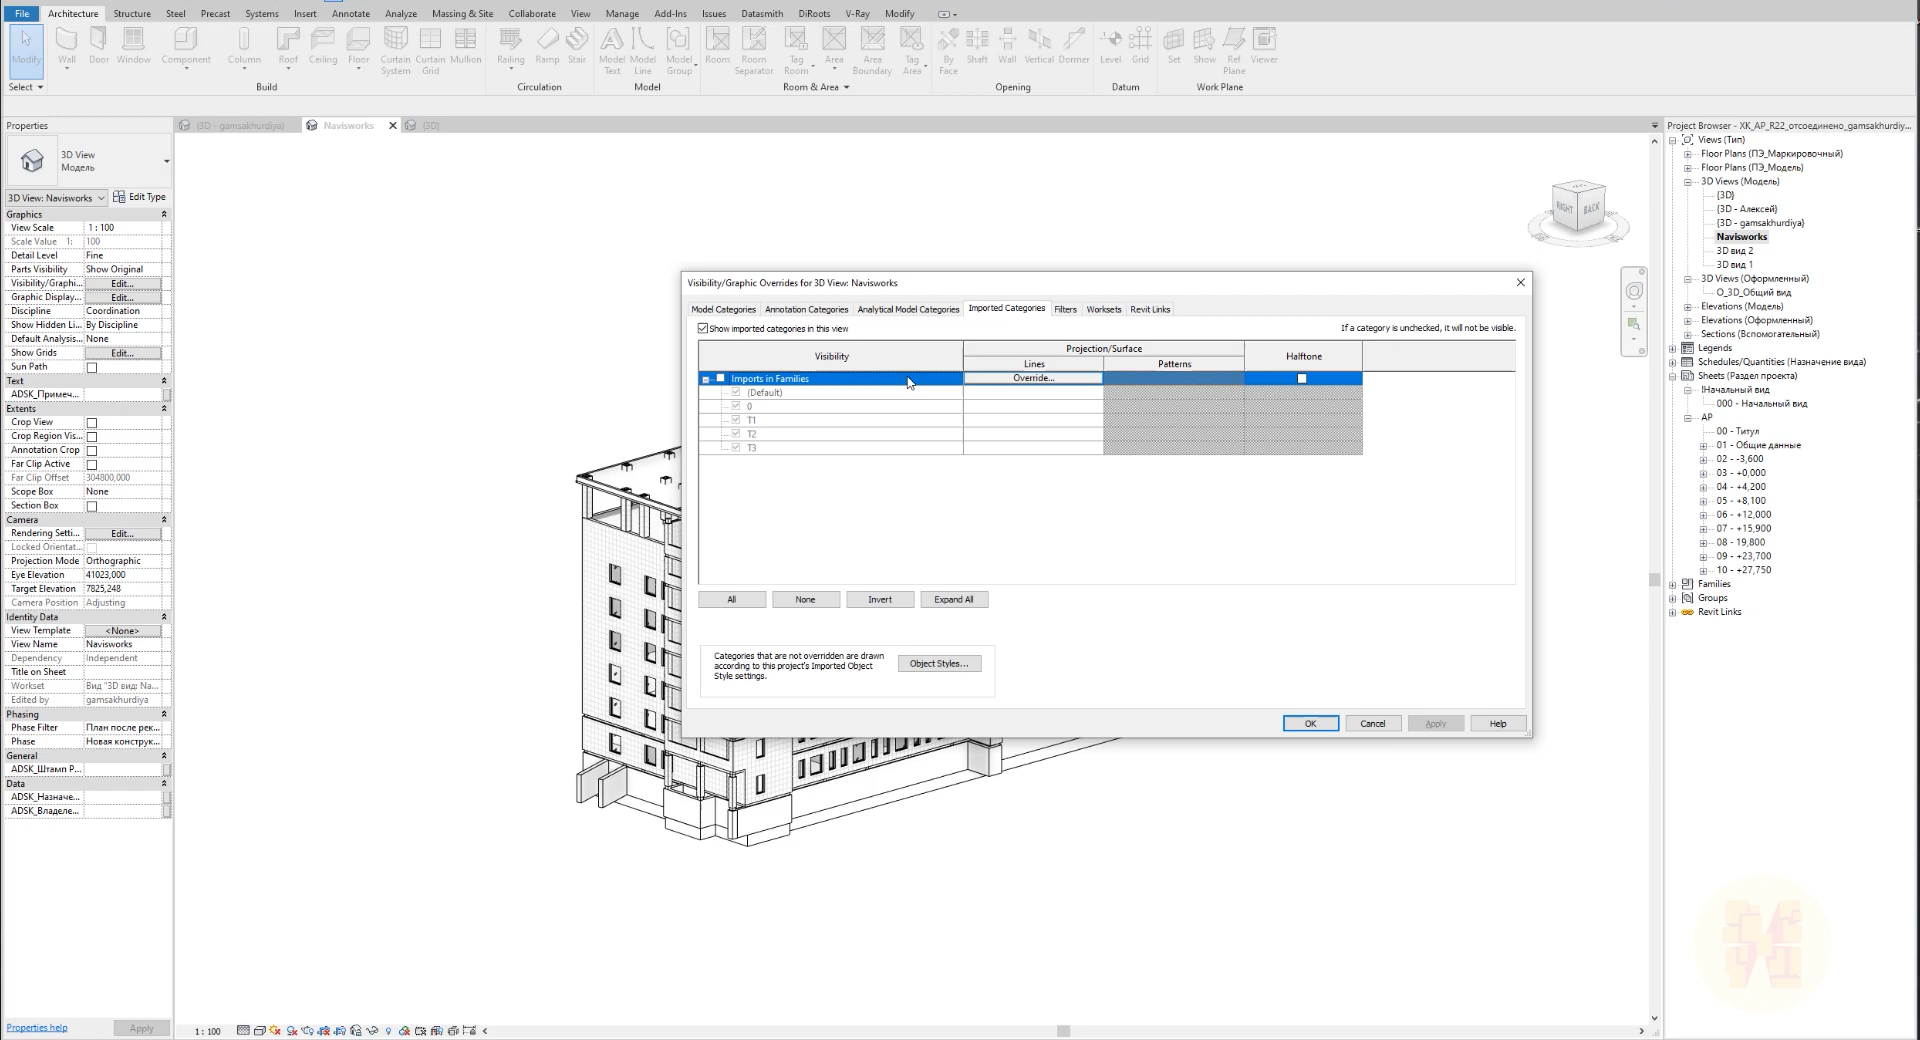 File Architecture Structure Steel Precast Systems Insert Annotate Analyze Massing & Site Collaborate View Manage Add-Ins Issues Datasmith DiRoots V-Ray Modify
Modify Wall Door Window Component Column Roof Ceiling Floor Curtain System Curtain Grid Mullion Railing Ramp Stair Model Text Model Line Model Group Room Room Separator Tag Room Area Area Boundary Tag Area By Face Shaft Wall Vertical Dormer Level Grid Set Show Ref Plane Viewer
Select Build Circulation Model Room & Area Opening Datum Work Plane
Properties
3D View
Модель
3D View: Navisworks Edit Type
Graphics
View Scale 1 : 100
Scale Value 1: 100
Detail Level Fine
Parts Visibility Show Original
Visibility/Graphi... Edit...
Graphic Display... Edit...
Discipline Coordination
Show Hidden Li... By Discipline
Default Analysis... None
Show Grids Edit...
Sun Path
Text
ADSK_Примеч...
Extents
Crop View
Crop Region Vis...
Annotation Crop
Far Clip Active
Far Clip Offset 304800,000
Scope Box None
Section Box
Camera
Rendering Setti... Edit...
Locked Orientat...
Projection Mode Orthographic
Eye Elevation 41023,000
Target Elevation 7825,248
Camera Position Adjusting
Identity Data
View Template <None>
View Name Navisworks
Dependency Independent
Title on Sheet
Workset Вид "3D вид: Na...
Edited by gamsakhurdiya
Phasing
Phase Filter План после рек...
Phase Новая конструк...
General
ADSK_Штамп Р...
Data
ADSK_Назначе...
ADSK_Владеле...
Properties help Apply
{3D - gamsakhurdiya} Navisworks {3D}
RIGHT BACK
Visibility/Graphic Overrides for 3D View: Navisworks
Model Categories Annotation Categories Analytical Model Categories Imported Categories Filters Worksets Revit Links
Show imported categories in this view If a category is unchecked, it will not be visible.
Visibility Projection/Surface Halftone
Lines Patterns
Imports in Families Override...
(Default)
0
T1
T2
T3
All None Invert Expand All
Categories that are not overridden are drawn
according to this project's Imported Object
Style settings.
Object Styles...
OK Cancel Apply Help
1 : 100
Project Browser - ХК_АР_R22_отсоединено_gamsakhurdiy...
Views (Тип)
Floor Plans (ПЭ_Маркировочный)
Floor Plans (ПЭ_Модель)
3D Views (Модель)
{3D}
{3D - Алексей}
{3D - gamsakhurdiya}
Navisworks
3D вид 2
3D вид 1
3D Views (Оформленный)
О_3D_Общий вид
Elevations (Модель)
Elevations (Оформленный)
Sections (Вспомогательный)
Legends
Schedules/Quantities (Назначение вида)
Sheets (Раздел проекта)
!Начальный вид
000 - Начальный вид
АР
00 - Титул
01 - Общие данные
02 - -3,600
03 - +0,000
04 - +4,200
05 - +8,100
06 - +12,000
07 - +15,900
08 - 19,800
09 - +23,700
10 - +27,750
Families
Groups
Revit Links